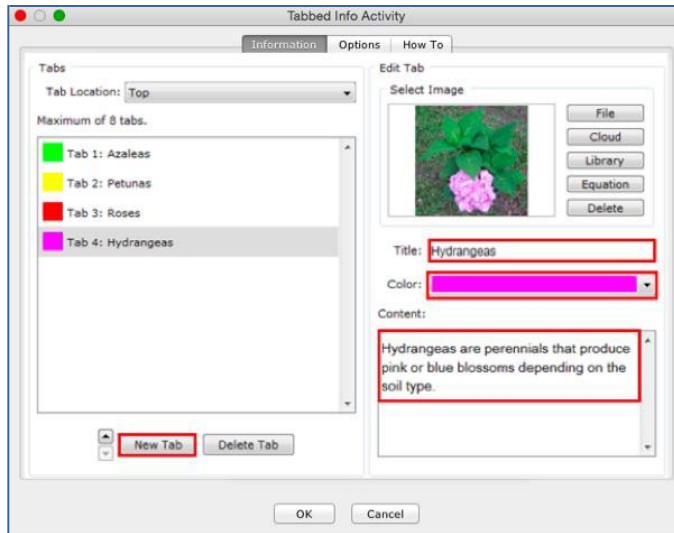 Tabbed Info Activity
Information Options How To
Tabs
Tab Location: Top
Maximum of 8 tabs.
Tab 1: Azaleas
Tab 2: Petunas
Tab 3: Roses
Tab 4: Hydrangeas
New Tab Delete Tab
Edit Tab
Select Image
File
Cloud
Library
Equation
Delete
Title: Hydrangeas
Color:
Content:
Hydrangeas are perennials that produce
pink or blue blossoms depending on the
soil type.
OK Cancel